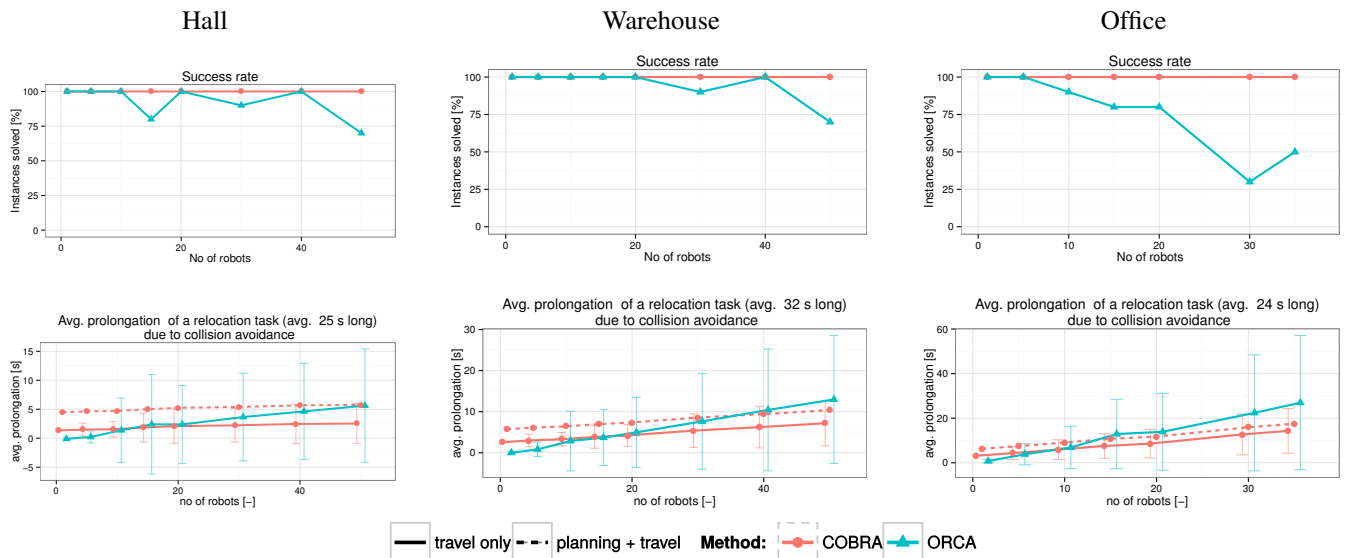 Hall
Warehouse
Office
Success rate
Instances solved [%]
100
75
50
25
0
0
20
40
No of robots
Success rate
Instances solved [%]
100
75
50
25
0
0
20
40
No of robots
Success rate
Instances solved [%]
100
75
50
25
0
0
10
20
30
No of robots
Avg. prolongation of a relocation task (avg. 25 s long)
due to collision avoidance
avg. prolongation [s]
15
10
5
0
−5
0
20
40
no of robots [−]
Avg. prolongation of a relocation task (avg. 32 s long)
due to collision avoidance
avg. prolongation [s]
30
20
10
0
0
20
40
no of robots [−]
Avg. prolongation of a relocation task (avg. 24 s long)
due to collision avoidance
avg. prolongation [s]
60
40
20
0
0
10
20
30
no of robots [−]
travel only planning + travel Method: COBRA ORCA